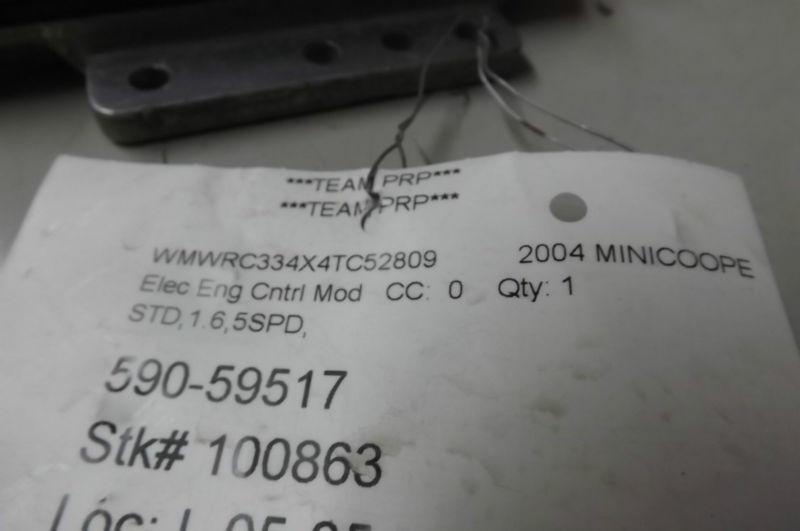 ***TEAM PRP***
***TEAM PRP***
WMWRC334X4TC52809 2004 MINICOOPE
Elec Eng Cntrl Mod CC: 0 Qty: 1
STD,1.6,5SPD,
590-59517
Stk# 100863
Loc: L